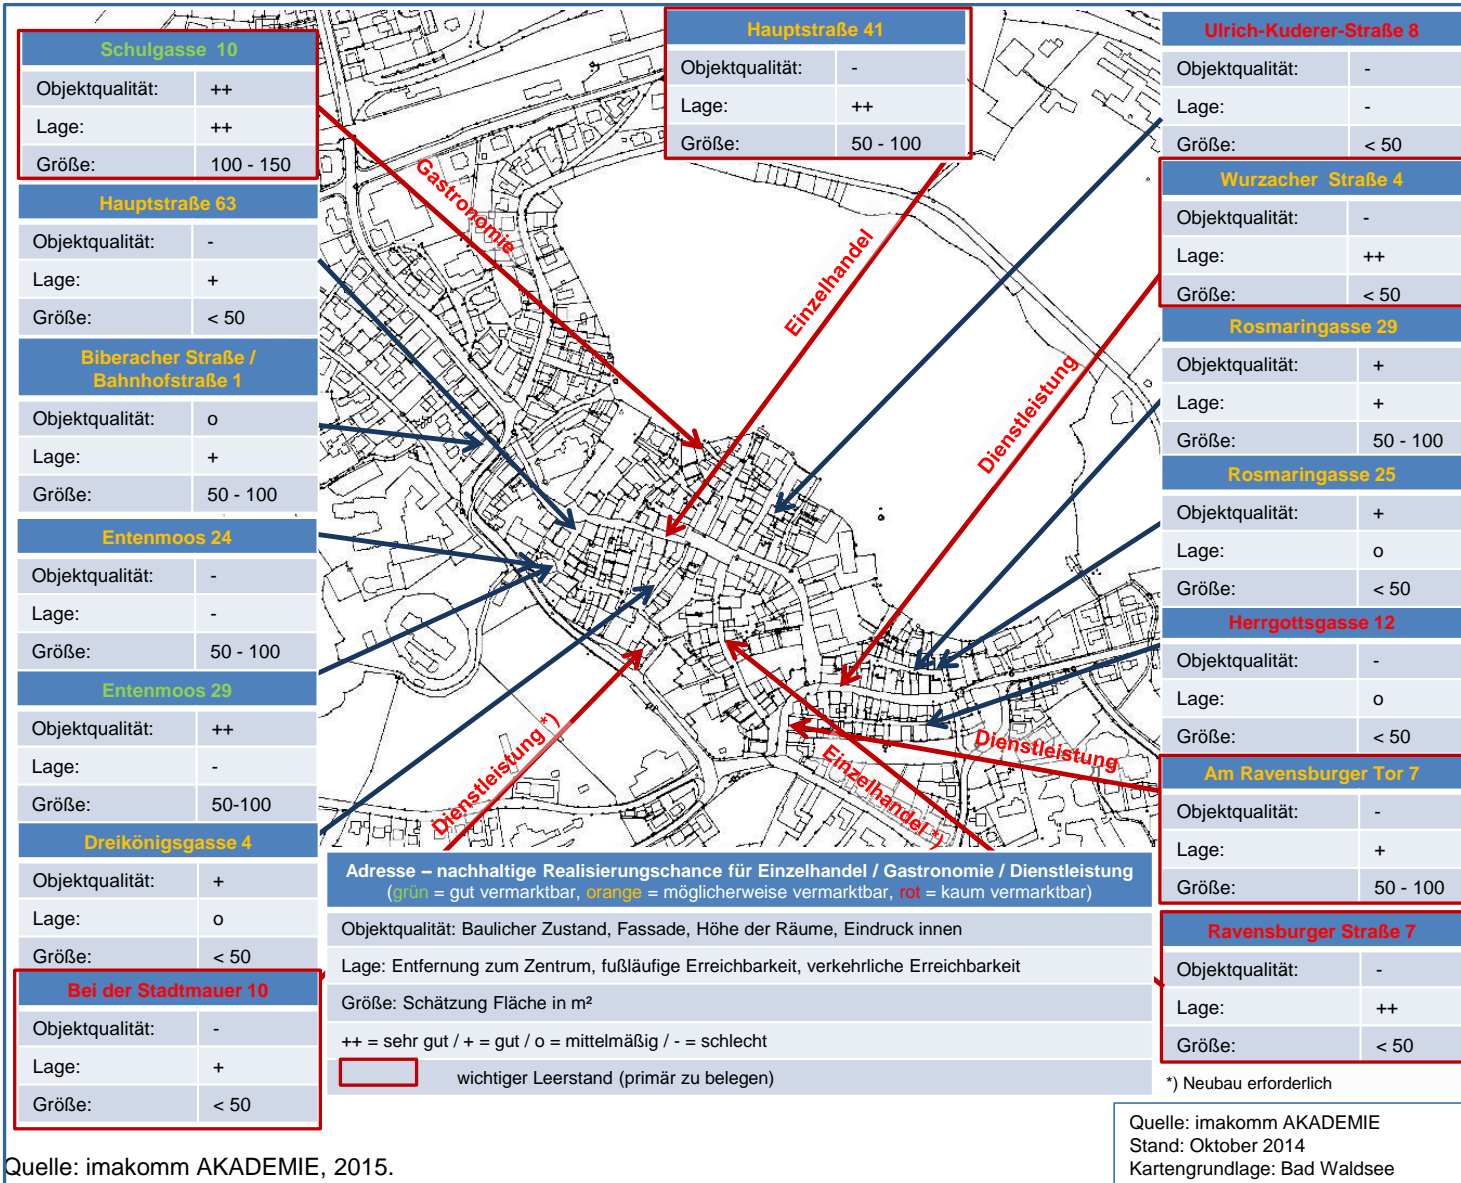 Schulgasse 10
Objektqualität: ++
Lage: ++
Größe: 100 - 150
Hauptstraße 63
Objektqualität: -
Lage: +
Größe: < 50
Biberacher Straße /
Bahnhofstraße 1
Objektqualität: o
Lage: +
Größe: 50 - 100
Entenmoos 24
Objektqualität: -
Lage: -
Größe: 50 - 100
Entenmoos 29
Objektqualität: ++
Lage: -
Größe: 50-100
Dreikönigsgasse 4
Objektqualität: +
Lage: o
Größe: < 50
Bei der Stadtmauer 10
Objektqualität: -
Lage: +
Größe: < 50
Hauptstraße 41
Objektqualität: -
Lage: ++
Größe: 50 - 100
Gastronomie
Einzelhandel
Dienstleistung
Dienstleistung *)
Einzelhandel *)
Dienstleistung
Ulrich-Kuderer-Straße 8
Objektqualität: -
Lage: -
Größe: < 50
Wurzacher Straße 4
Objektqualität: -
Lage: ++
Größe: < 50
Rosmaringasse 29
Objektqualität: +
Lage: +
Größe: 50 - 100
Rosmaringasse 25
Objektqualität: +
Lage: o
Größe: < 50
Herrgottsgasse 12
Objektqualität: -
Lage: o
Größe: < 50
Am Ravensburger Tor 7
Objektqualität: -
Lage: +
Größe: 50 - 100
Ravensburger Straße 7
Objektqualität: -
Lage: ++
Größe: < 50
*) Neubau erforderlich
Adresse – nachhaltige Realisierungschance für Einzelhandel / Gastronomie / Dienstleistung
(grün = gut vermarktbar, orange = möglicherweise vermarktbar, rot = kaum vermarktbar)
Objektqualität: Baulicher Zustand, Fassade, Höhe der Räume, Eindruck innen
Lage: Entfernung zum Zentrum, fußläufige Erreichbarkeit, verkehrliche Erreichbarkeit
Größe: Schätzung Fläche in m²
++ = sehr gut / + = gut / o = mittelmäßig / - = schlecht
wichtiger Leerstand (primär zu belegen)
Quelle: imakomm AKADEMIE
Stand: Oktober 2014
Kartengrundlage: Bad Waldsee
Quelle: imakomm AKADEMIE, 2015.